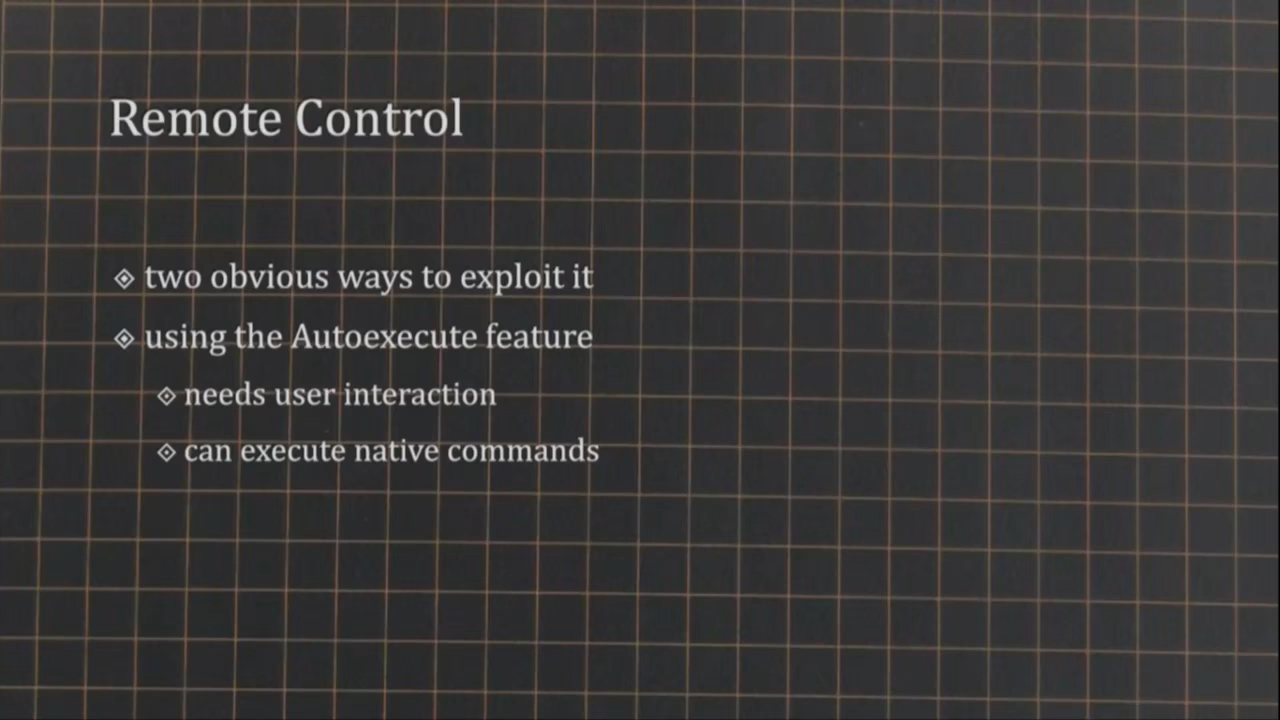 Remote Control
two obvious ways to exploit it
using the Autoexecute feature
needs user interaction
can execute native commands